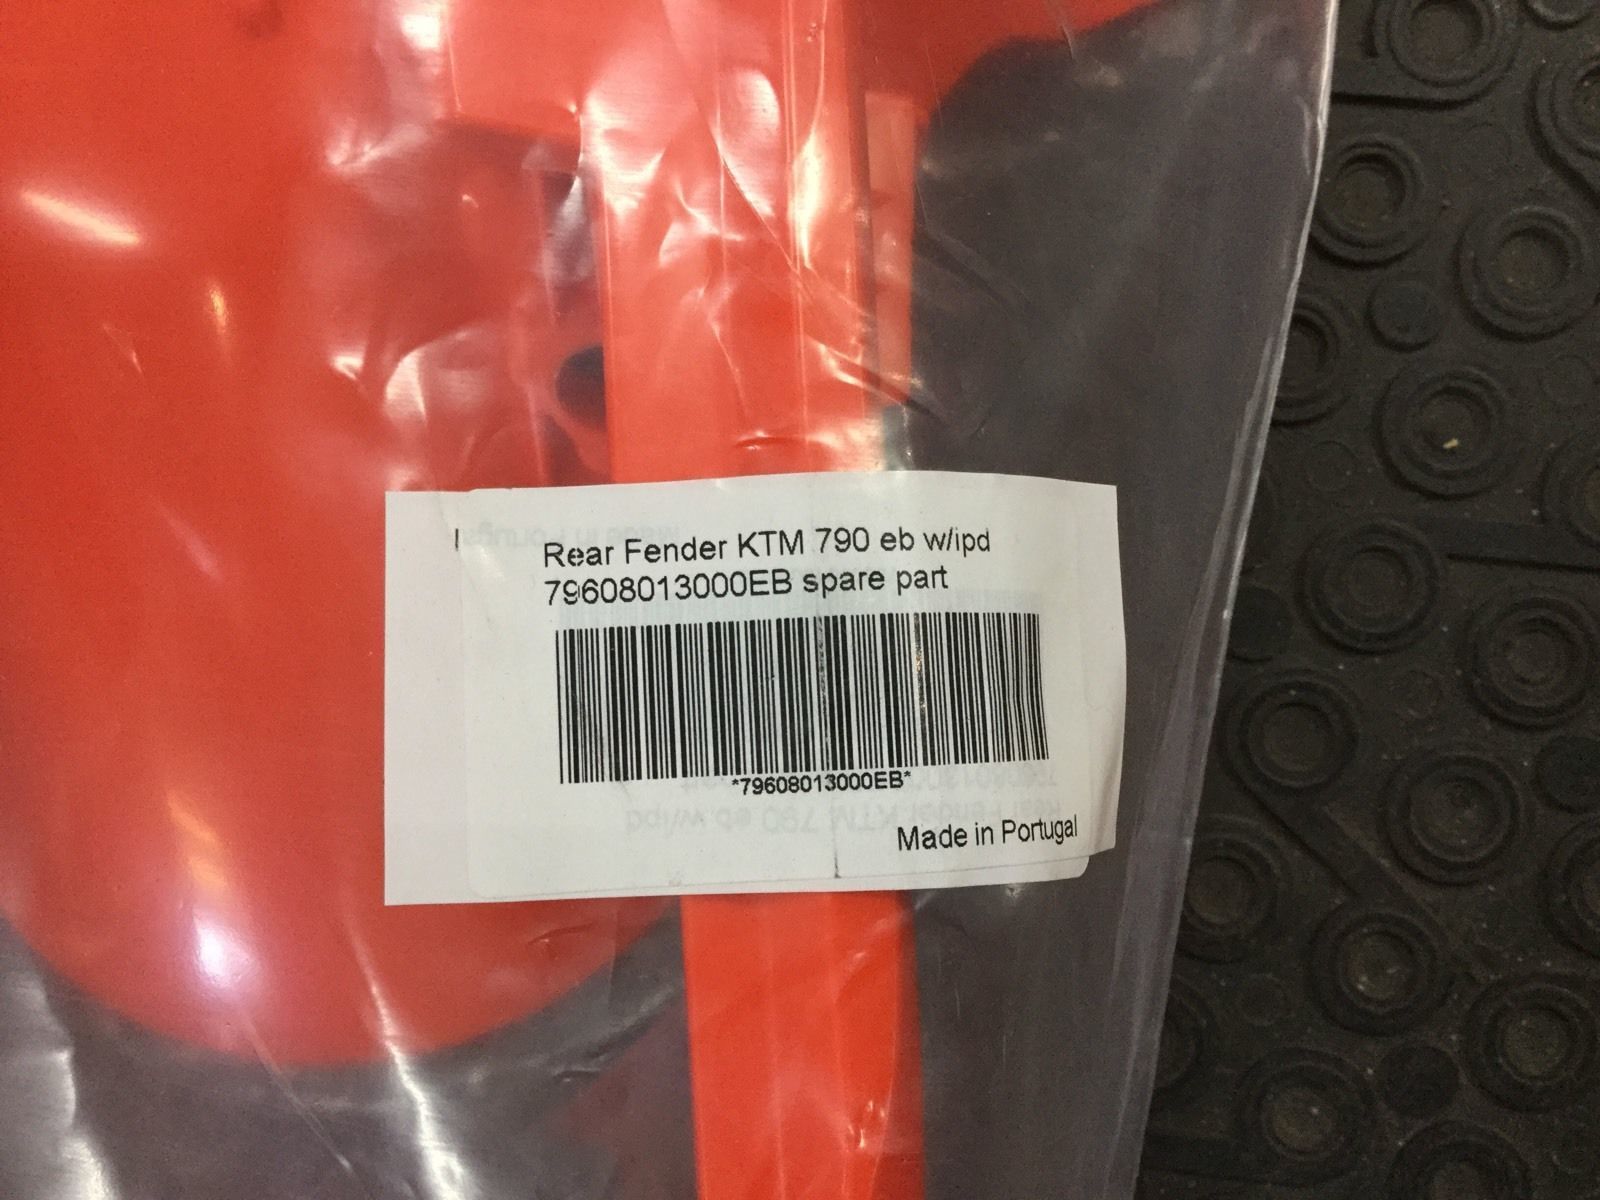 Rear Fender KTM 790 eb w/ipd
79608013000EB spare part
*79608013000EB*
Made in Portugal